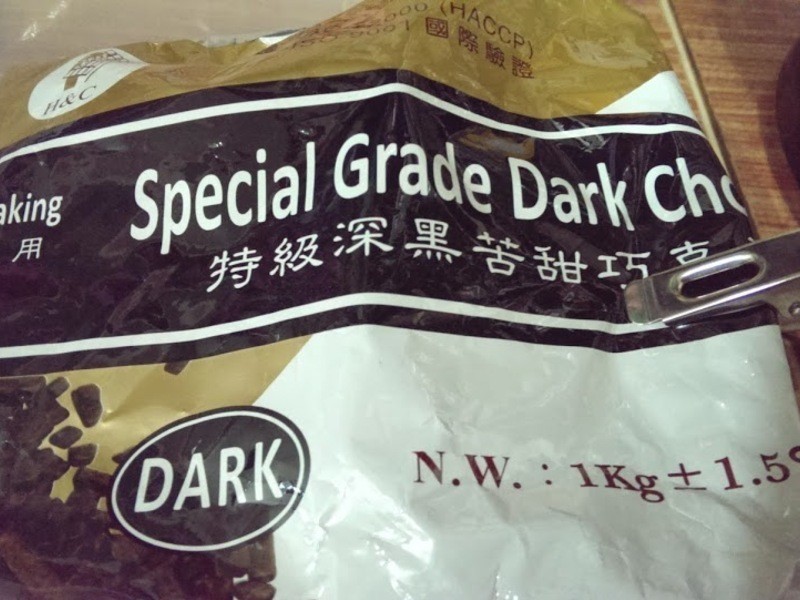 (HACCP)
國際驗證
H&C
aking
用
Special Grade Dark Cho
特級深黑苦甜巧克
DARK
N.W.：1Kg±1.5%